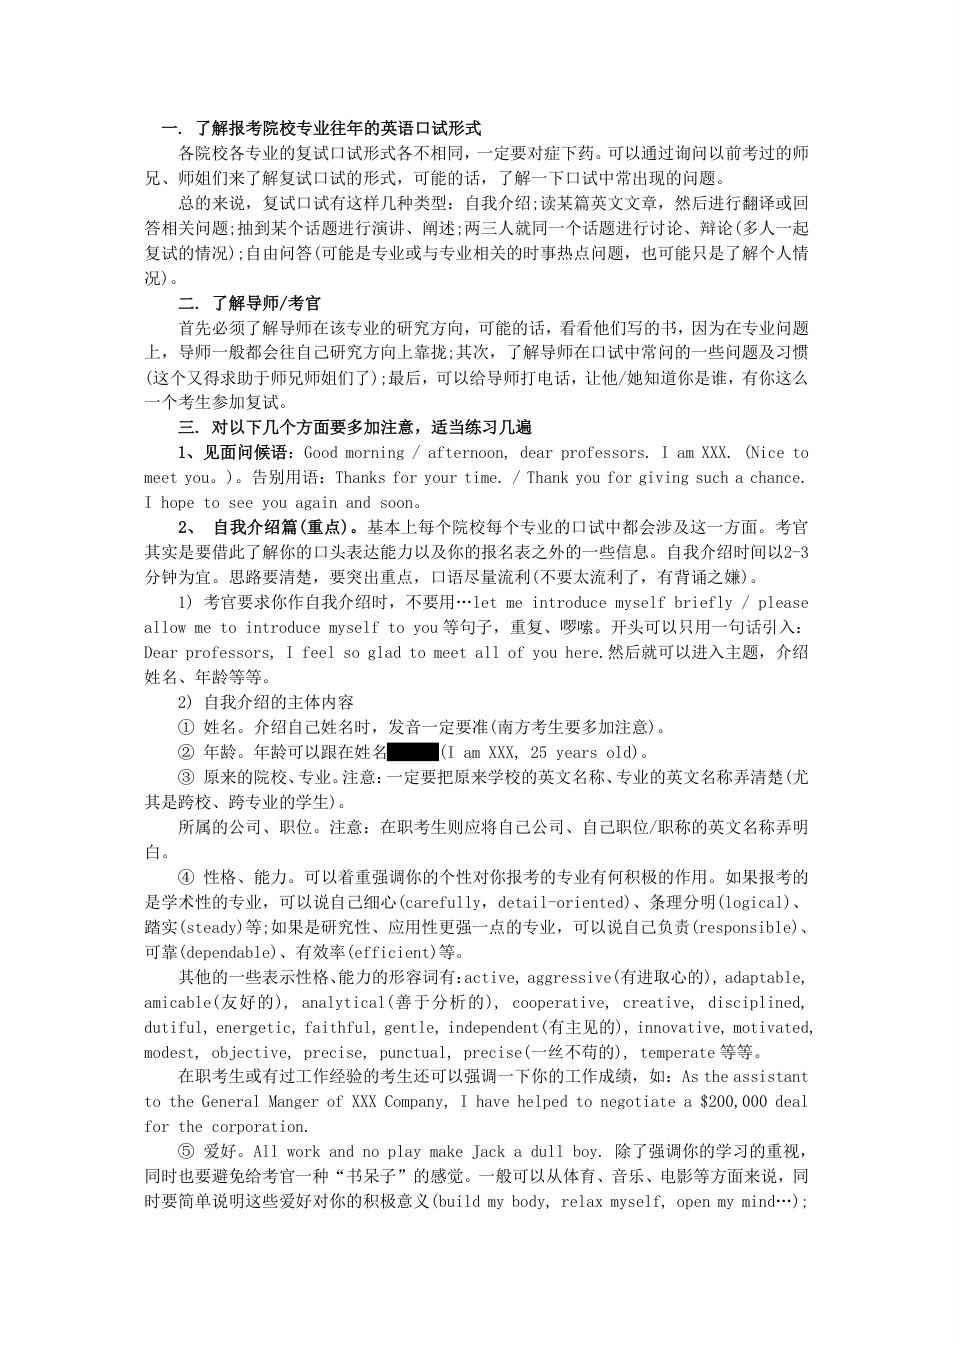 一. 了解报考院校专业往年的英语口试形式
各院校各专业的复试口试形式各不相同，一定要对症下药。可以通过询问以前考过的师
兄、师姐们来了解复试口试的形式，可能的话，了解一下口试中常出现的问题。
总的来说，复试口试有这样几种类型：自我介绍;读某篇英文文章，然后进行翻译或回
答相关问题;抽到某个话题进行演讲、阐述;两三人就同一个话题进行讨论、辩论(多人一起
复试的情况);自由问答(可能是专业或与专业相关的时事热点问题，也可能只是了解个人情
况)。
二. 了解导师/考官
首先必须了解导师在该专业的研究方向，可能的话，看看他们写的书，因为在专业问题
上，导师一般都会往自己研究方向上靠拢;其次，了解导师在口试中常问的一些问题及习惯
(这个又得求助于师兄师姐们了);最后，可以给导师打电话，让他/她知道你是谁，有你这么
一个考生参加复试。
三. 对以下几个方面要多加注意，适当练习几遍
1、见面问候语：Good morning / afternoon, dear professors. I am XXX. (Nice to
meet you。)。告别用语：Thanks for your time. / Thank you for giving such a chance.
I hope to see you again and soon。
2、 自我介绍篇(重点)。基本上每个院校每个专业的口试中都会涉及这一方面。考官
其实是要借此了解你的口头表达能力以及你的报名表之外的一些信息。自我介绍时间以2-3
分钟为宜。思路要清楚，要突出重点，口语尽量流利(不要太流利了，有背诵之嫌)。
1) 考官要求你作自我介绍时，不要用…let me introduce myself briefly / please
allow me to introduce myself to you 等句子，重复、啰嗦。开头可以只用一句话引入：
Dear professors, I feel so glad to meet all of you here.然后就可以进入主题，介绍
姓名、年龄等等。
2) 自我介绍的主体内容
① 姓名。介绍自己姓名时，发音一定要准(南方考生要多加注意)。
② 年龄。年龄可以跟在姓名(I am XXX, 25 years old)。
③ 原来的院校、专业。注意：一定要把原来学校的英文名称、专业的英文名称弄清楚(尤
其是跨校、跨专业的学生)。
所属的公司、职位。注意：在职考生则应将自己公司、自己职位/职称的英文名称弄明
白。
④ 性格、能力。可以着重强调你的个性对你报考的专业有何积极的作用。如果报考的
是学术性的专业，可以说自己细心(carefully，detail-oriented)、条理分明(logical)、
踏实(steady)等;如果是研究性、应用性更强一点的专业，可以说自己负责(responsible)、
可靠(dependable)、有效率(efficient)等。
其他的一些表示性格、能力的形容词有：active, aggressive(有进取心的), adaptable,
amicable(友好的), analytical(善于分析的), cooperative, creative, disciplined,
dutiful, energetic, faithful, gentle, independent(有主见的), innovative, motivated,
modest, objective, precise, punctual, precise(一丝不苟的), temperate 等等。
在职考生或有过工作经验的考生还可以强调一下你的工作成绩，如：As the assistant
to the General Manger of XXX Company, I have helped to negotiate a $200,000 deal
for the corporation.
⑤ 爱好。All work and no play make Jack a dull boy. 除了强调你的学习的重视，
同时也要避免给考官一种“书呆子”的感觉。一般可以从体育、音乐、电影等方面来说，同
时要简单说明这些爱好对你的积极意义(build my body, relax myself, open my mind…);